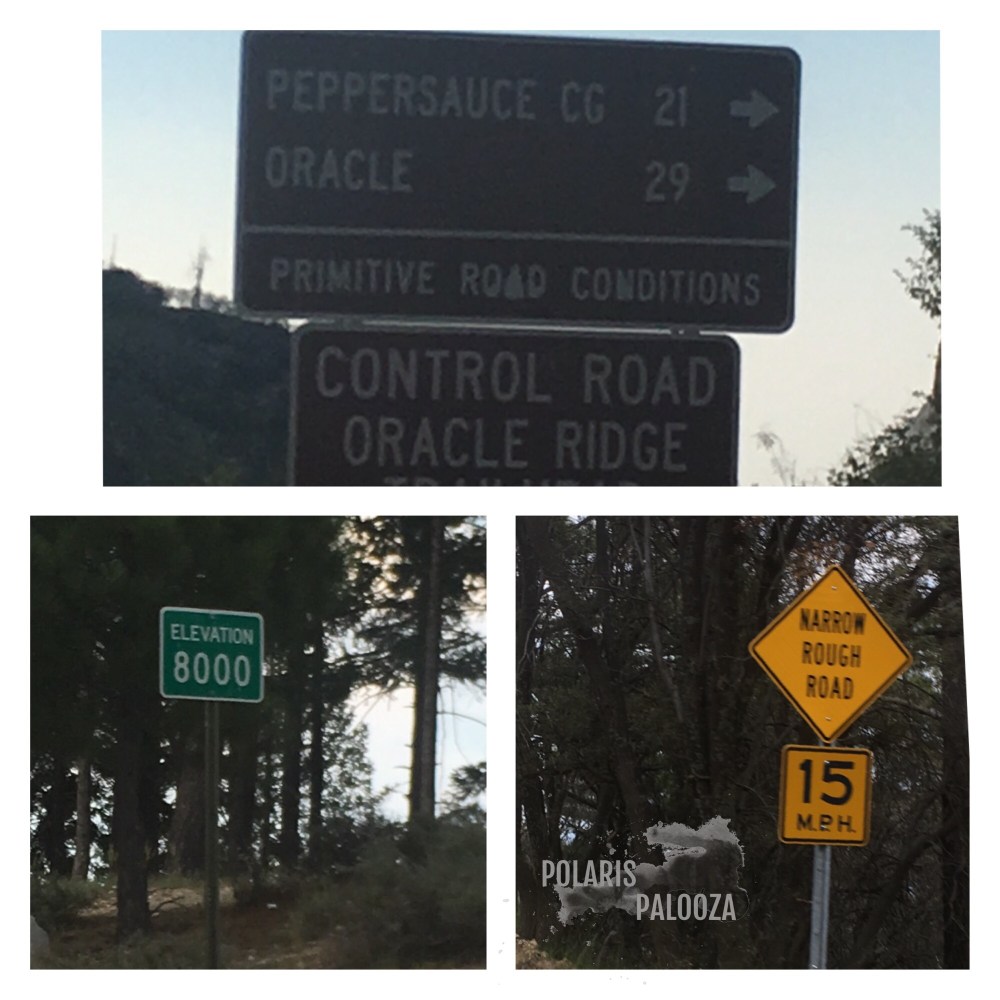 PEPPERSAUCE CG 21
ORACLE 29
PRIMITIVE ROAD CONDITIONS
CONTROL ROAD
ORACLE RIDGE
TRAILHEAD
ELEVATION
8000
NARROW
ROUGH
ROAD
15
M.P.H.
POLARIS
PALOOZA